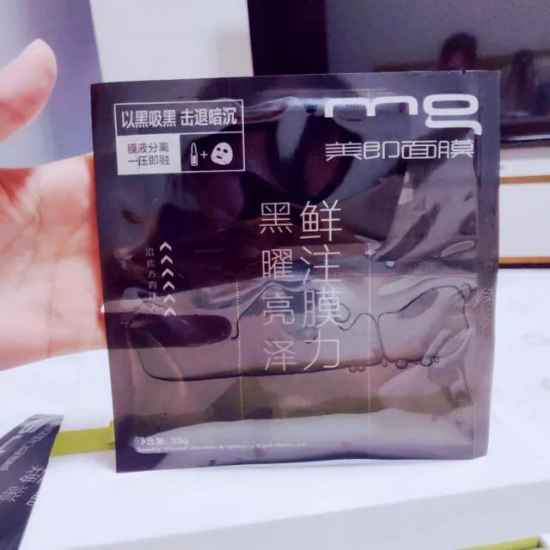 mg
美即面膜
以黑吸黑 击退暗沉
膜液分离
一压即融
鲜注膜力
黑曜亮泽